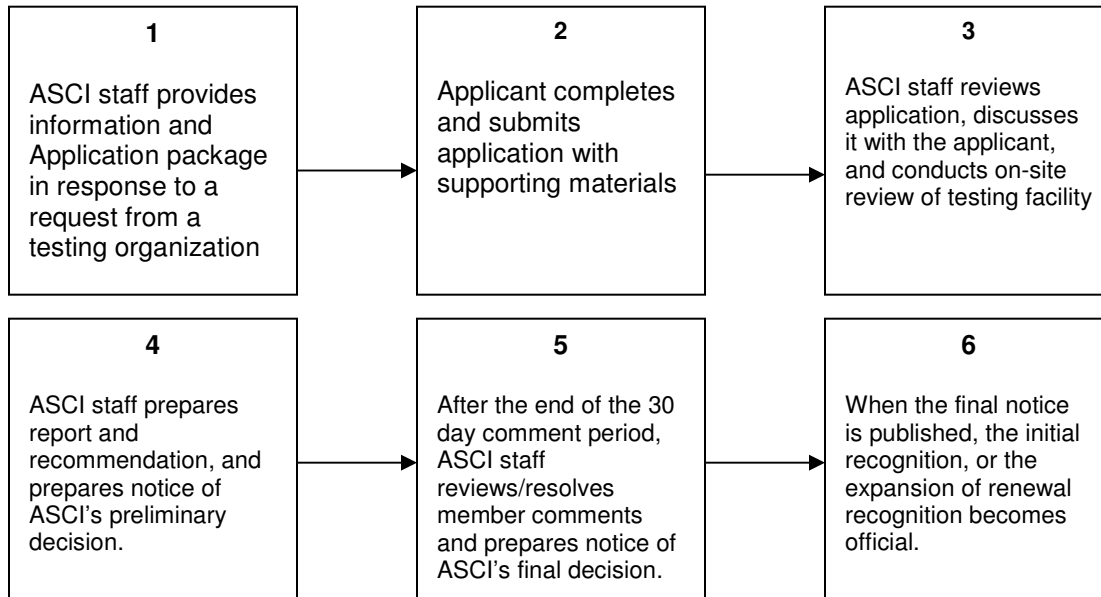 1
ASCI staff provides
information and
Application package
in response to a
request from a
testing organization
2
Applicant completes
and submits
application with
supporting materials
3
ASCI staff reviews
application, discusses
it with the applicant,
and conducts on-site
review of testing facility
4
ASCI staff prepares
report and
recommendation, and
prepares notice of
ASCI's preliminary
decision.
5
After the end of the 30
day comment period,
ASCI staff
reviews/resolves
member comments
and prepares notice of
ASCI's final decision.
6
When the final notice
is published, the initial
recognition, or the
expansion of renewal
recognition becomes
official.